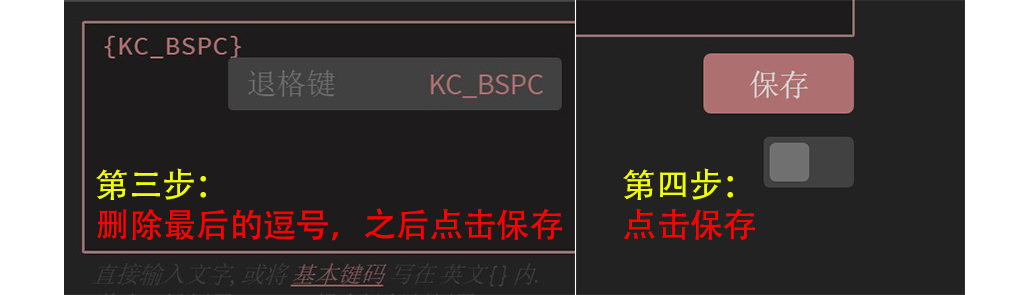 {KC_BSPC}
退格键 KC_BSPC
第三步：
删除最后的逗号，之后点击保存
直接输入文字, 或将 基本键码 写在 英文{} 内.
保存
第四步：
点击保存